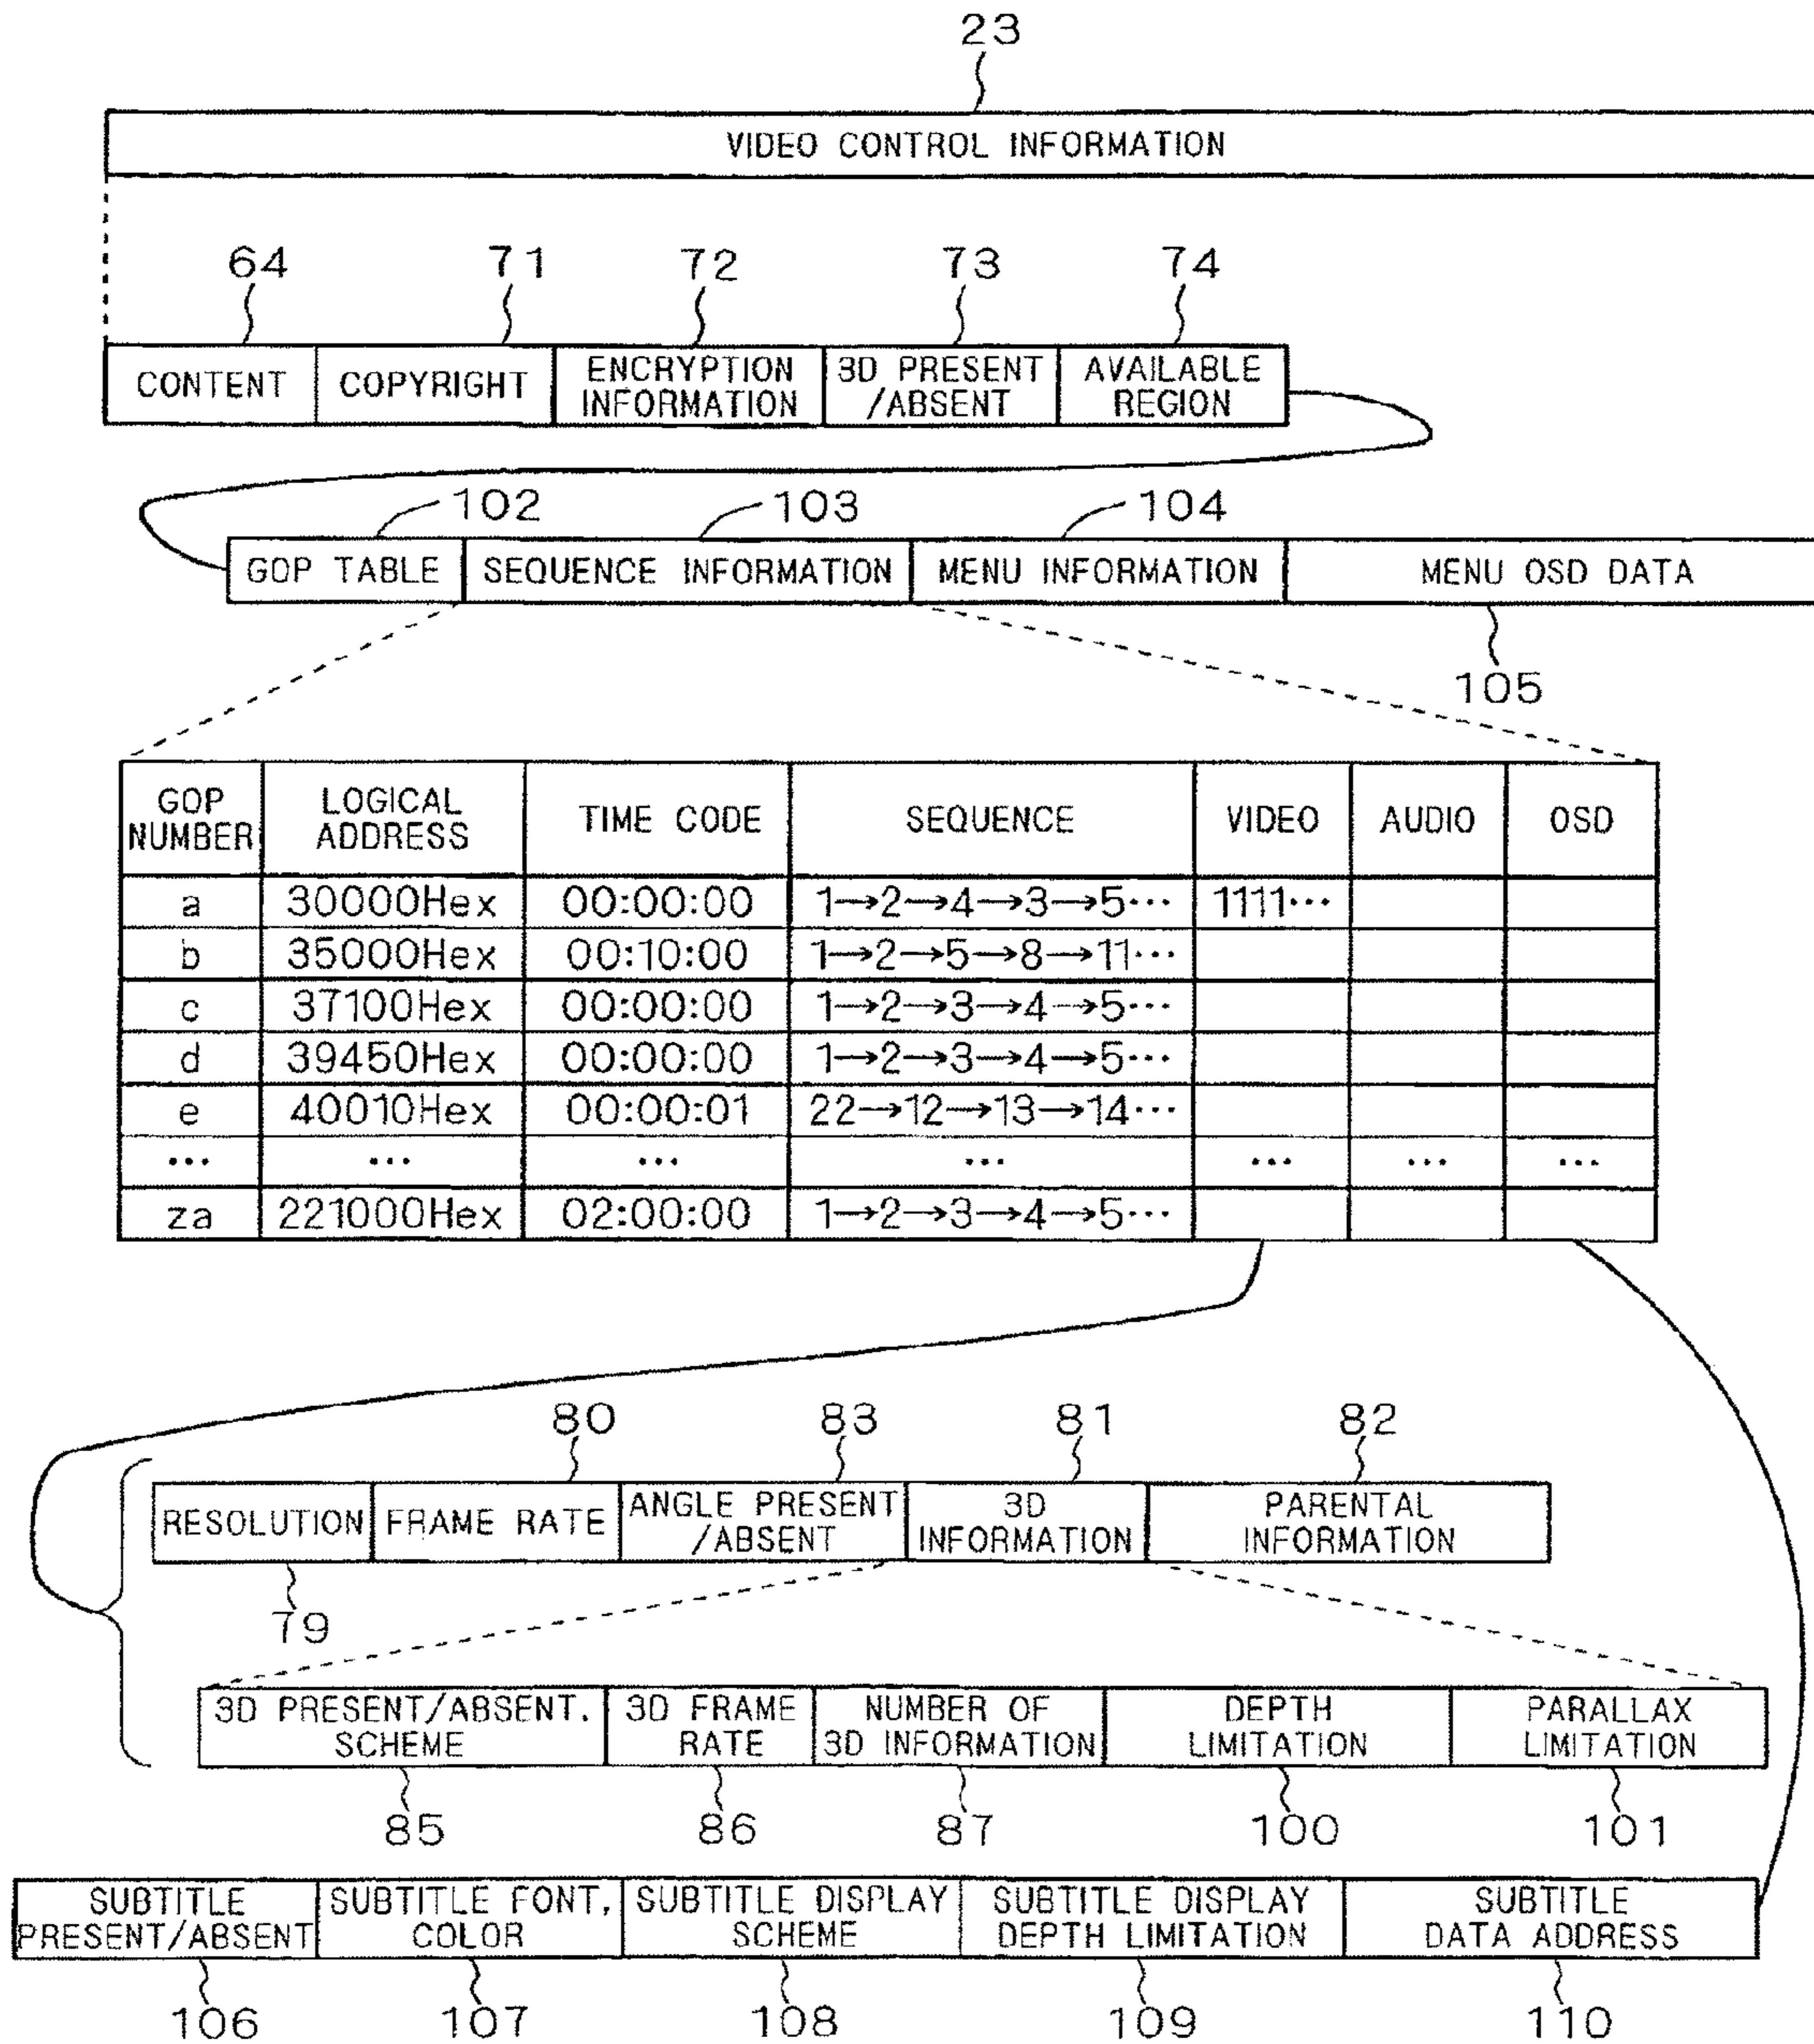 23
VIDEO CONTROL INFORMATION
64 71 72 73 74
CONTENT COPYRIGHT ENCRYPTION INFORMATION 3D PRESENT /ABSENT AVAILABLE REGION
102 103 104
GOP TABLE SEQUENCE INFORMATION MENU INFORMATION MENU OSD DATA
105
GOP NUMBER LOGICAL ADDRESS TIME CODE SEQUENCE VIDEO AUDIO OSD
a 30000Hex 00:00:00 1→2→4→3→5… 1111…
b 35000Hex 00:10:00 1→2→5→8→11…
c 37100Hex 00:00:00 1→2→3→4→5…
d 39450Hex 00:00:00 1→2→3→4→5…
e 40010Hex 00:00:01 22→12→13→14…
… … … … … … …
za 221000Hex 02:00:00 1→2→3→4→5…
80 83 81 82
RESOLUTION FRAME RATE ANGLE PRESENT /ABSENT 3D INFORMATION PARENTAL INFORMATION
79
3D PRESENT/ABSENT, SCHEME 3D FRAME RATE NUMBER OF 3D INFORMATION DEPTH LIMITATION PARALLAX LIMITATION
85 86 87 100 101
SUBTITLE PRESENT/ABSENT SUBTITLE FONT, COLOR SUBTITLE DISPLAY SCHEME SUBTITLE DISPLAY DEPTH LIMITATION SUBTITLE DATA ADDRESS
106 107 108 109 110